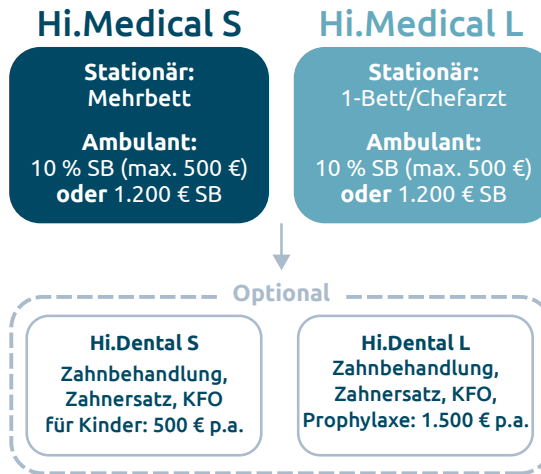 Hi.Medical S
Stationär:
Mehrbett
Ambulant:
10 % SB (max. 500 €)
oder 1.200 € SB
Hi.Medical L
Stationär:
1-Bett/Chefarzt
Ambulant:
10 % SB (max. 500 €)
oder 1.200 € SB
Optional
Hi.Dental S
Zahnbehandlung,
Zahnersatz, KFO
für Kinder: 500 € p.a.
Hi.Dental L
Zahnbehandlung,
Zahnersatz, KFO,
Prophylaxe: 1.500 € p.a.